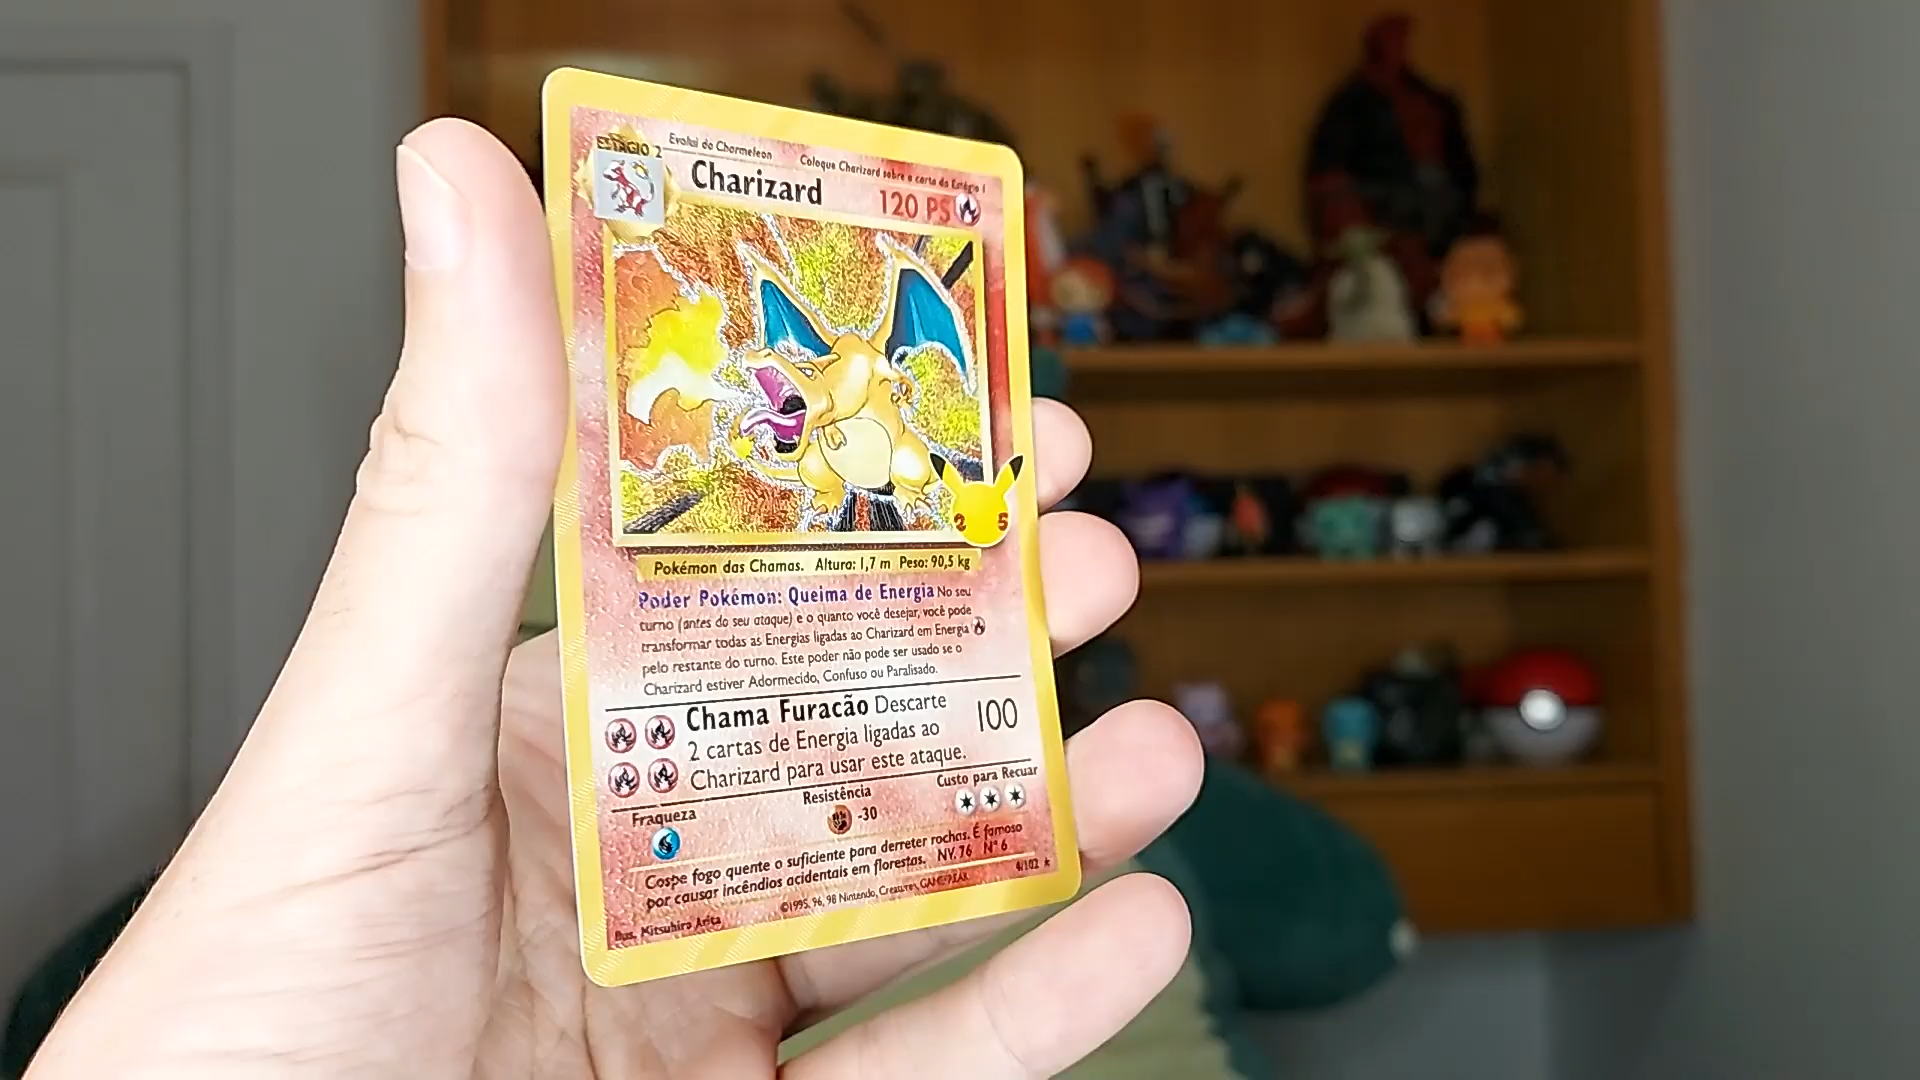 ESTÁGIO 2
Evolui de Charmeleon
Coloque Charizard sobre a carta do Estágio 1
Charizard
120 PS
25
Pokémon das Chamas. Altura: 1,7 m Peso: 90,5 kg
Poder Pokémon: Queima de Energia No seu
turno (antes do seu ataque) e o quanto você desejar, você pode
transformar todas as Energias ligadas ao Charizard em Energia
pelo restante do turno. Este poder não pode ser usado se o
Charizard estiver Adormecido, Confuso ou Paralisado.
Chama Furacão Descarte
2 cartas de Energia ligadas ao
Charizard para usar este ataque.
100
Fraqueza
Resistência
-30
Custo para Recuar
Cospe fogo quente o suficiente para derreter rochas. É famoso
por causar incêndios acidentais em florestas. NV. 76 Nº 6
Ilus. Mitsuhiro Arita
©1995, 96, 98 Nintendo, Creatures, GAMEFREAK
4/102